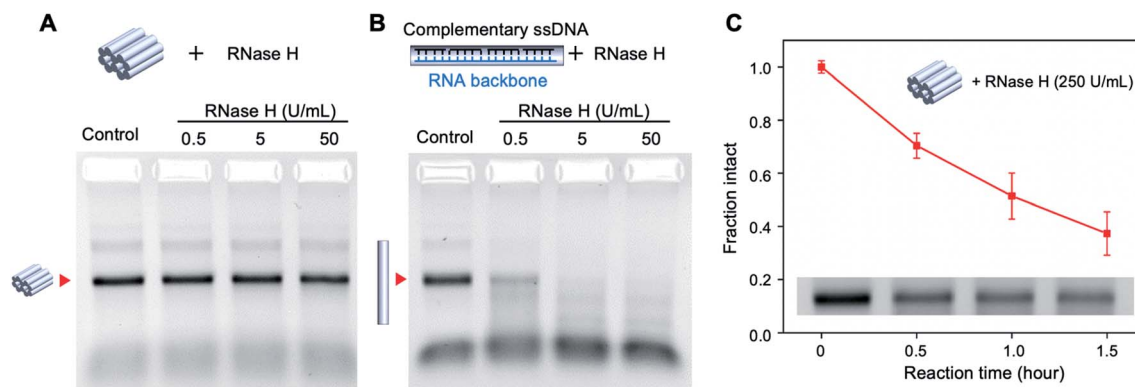 A
+ RNase H
RNase H (U/mL)
Control
0.5 5 50
B
Complementary ssDNA
+ RNase H
RNA backbone
RNase H (U/mL)
Control
0.5 5 50
C
+ RNase H (250 U/mL)
Fraction intact
1.0
0.8
0.6
0.4
0.2
0.0
0 0.5 1.0 1.5
Reaction time (hour)